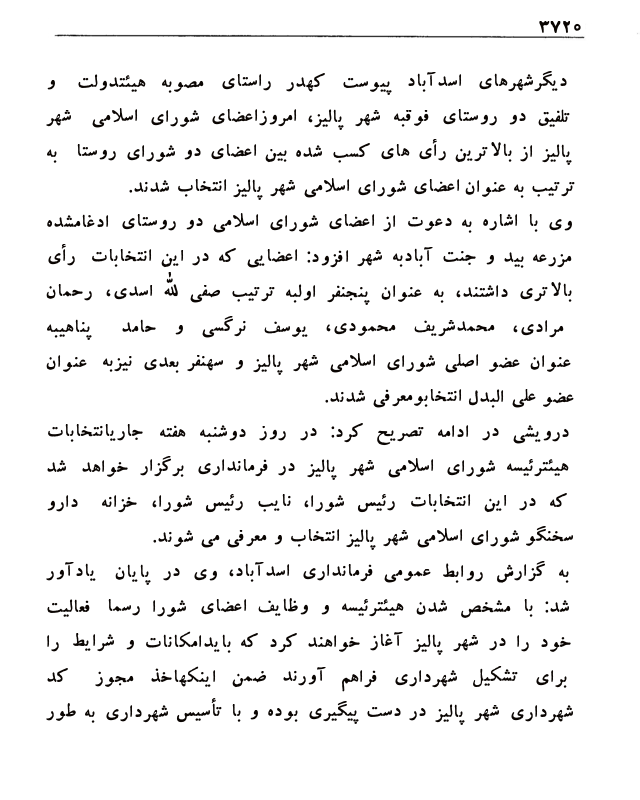 ۳۷۲۰
دیگرشهرهای اسدآباد پیوست کهدر راستای مصوبه هیئتدولت و
تلفیق دو روستای فوقبه شهر پالیز، امروزاعضای شورای اسلامی شهر
پالیز از بالاترین رأی های کسب شده بین اعضای دو شورای روستا به
ترتیب به عنوان اعضای شورای اسلامی شهر پالیز انتخاب شدند.
وی با اشاره به دعوت از اعضای شورای اسلامی دو روستای ادغامشده
مزرعه بید و جنت آبادبه شهر افزود: اعضایی که در این انتخابات رأی
بالاتری داشتند، به عنوان پنجنفر اولبه ترتیب صفی الله اسدی، رحمان
مرادی، محمدشریف محمودی، یوسف نرگسی و حامد پناهیبه
عنوان عضو اصلی شورای اسلامی شهر پالیز و سهنفر بعدی نیزبه عنوان
عضو علی البدل انتخابومعرفی شدند.
درویشی در ادامه تصریح کرد: در روز دوشنبه هفته جاریانتخابات
هیئترئیسه شورای اسلامی شهر پالیز در فرمانداری برگزار خواهد شد
که در این انتخابات رئیس شورا، نایب رئیس شورا، خزانه دارو
سخنگو شورای اسلامی شهر پالیز انتخاب و معرفی می شوند.
به گزارش روابط عمومی فرمانداری اسدآباد، وی در پایان یادآور
شد: با مشخص شدن هیئترئیسه و وظایف اعضای شورا رسما فعالیت
خود را در شهر پالیز آغاز خواهند کرد که بایدامکانات و شرایط را
برای تشکیل شهرداری فراهم آورند ضمن اینکهاخذ مجوز کد
شهرداری شهر پالیز در دست پیگیری بوده و با تأسیس شهرداری به طور